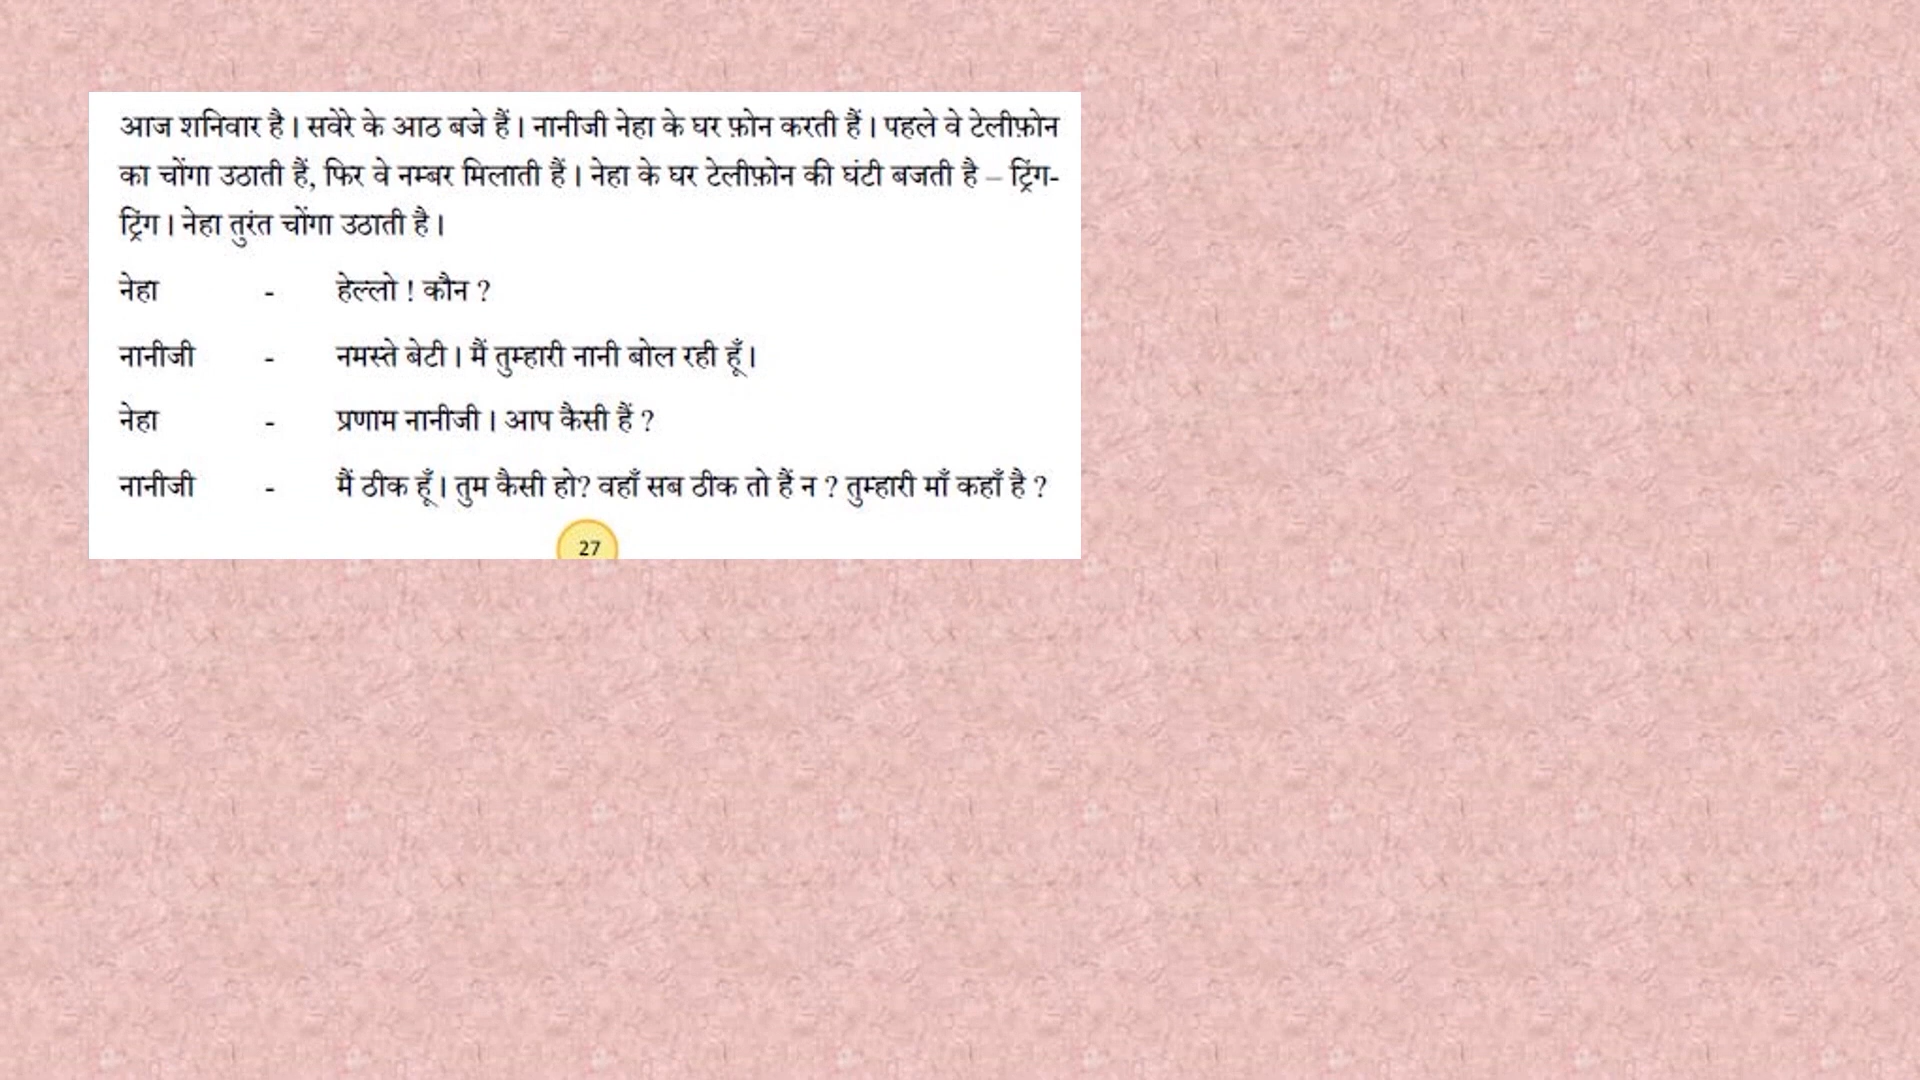 आज शनिवार है । सवेरे के आठ बजे हैं । नानीजी नेहा के घर फ़ोन करती हैं । पहले वे टेलीफ़ोन
का चोंगा उठाती हैं, फिर वे नम्बर मिलाती हैं । नेहा के घर टेलीफ़ोन की घंटी बजती है – ट्रिंग-
ट्रिंग । नेहा तुरंत चोंगा उठाती है ।
नेहा - हेल्लो ! कौन ?
नानीजी - नमस्ते बेटी । मैं तुम्हारी नानी बोल रही हूँ ।
नेहा - प्रणाम नानीजी । आप कैसी हैं ?
नानीजी - मैं ठीक हूँ । तुम कैसी हो? वहाँ सब ठीक तो हैं न ? तुम्हारी माँ कहाँ है ?
27